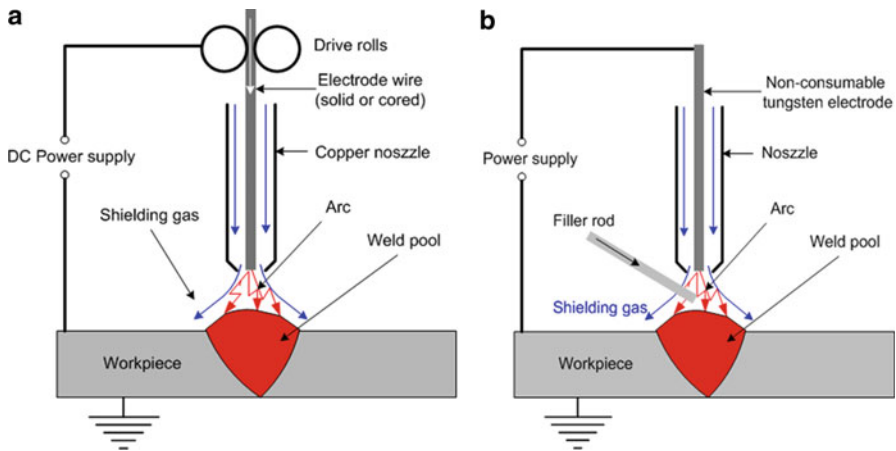 a
Drive rolls
Electrode wire
(solid or cored)
DC Power supply
Copper noszzle
Shielding gas
Arc
Weld pool
Workpiece
b
Non-consumable
tungsten electrode
Power supply
Noszzle
Filler rod
Arc
Weld pool
Shielding gas
Workpiece